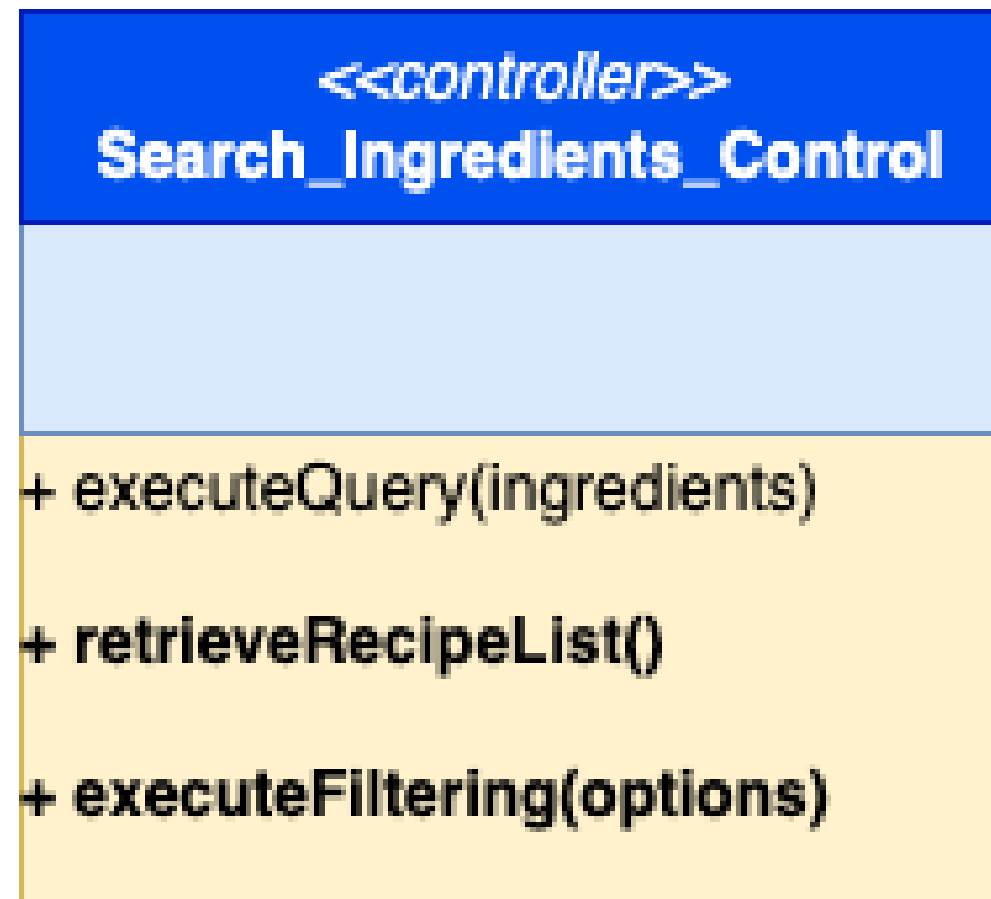 <<controller>>
Search_Ingredients_Control
+ executeQuery(ingredients)
+ retrieveRecipeList()
+ executeFiltering(options)